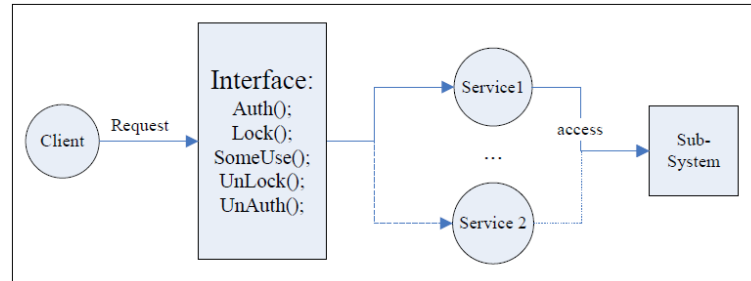 Client
Request
Interface:
Auth();
Lock();
SomeUse();
UnLock();
UnAuth();
Service1
...
Service 2
access
Sub-
System